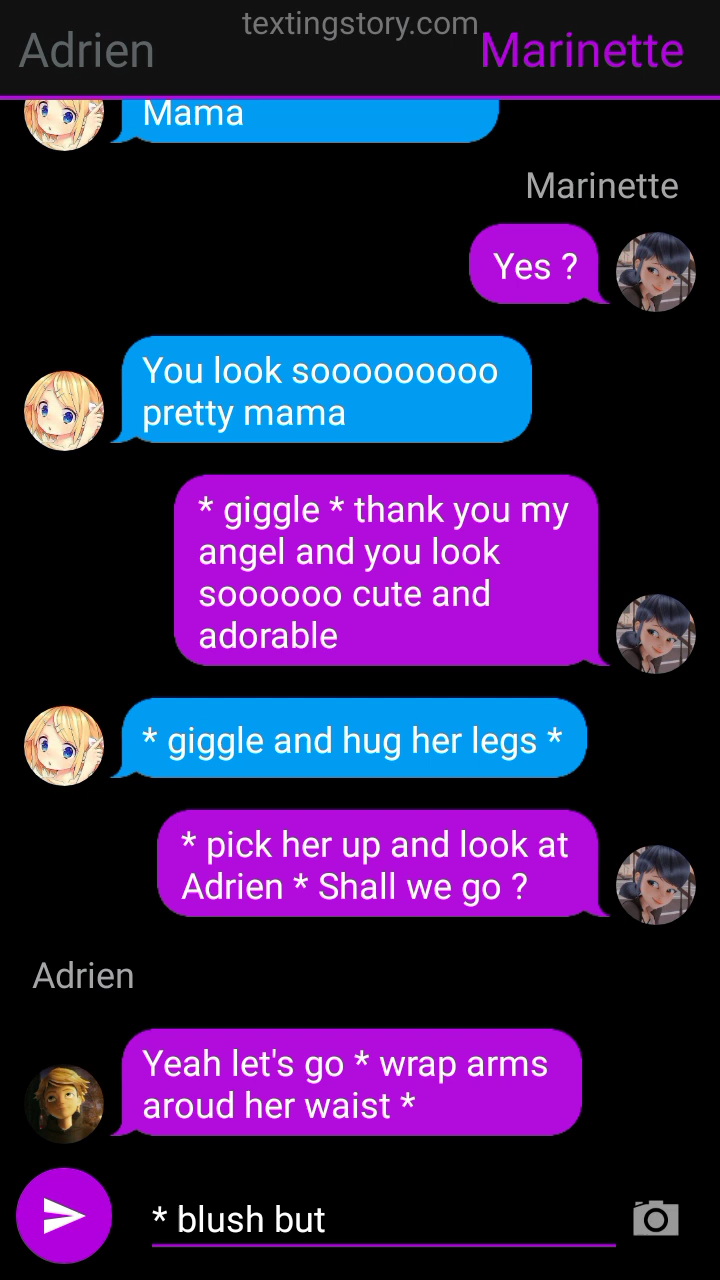 textingstory.com
Adrien
Marinette
Mama
Marinette
Yes ?
You look sooooooooo
pretty mama
* giggle * thank you my
angel and you look
soooooo cute and
adorable
* giggle and hug her legs *
* pick her up and look at
Adrien * Shall we go ?
Adrien
Yeah let's go * wrap arms
aroud her waist *
* blush but